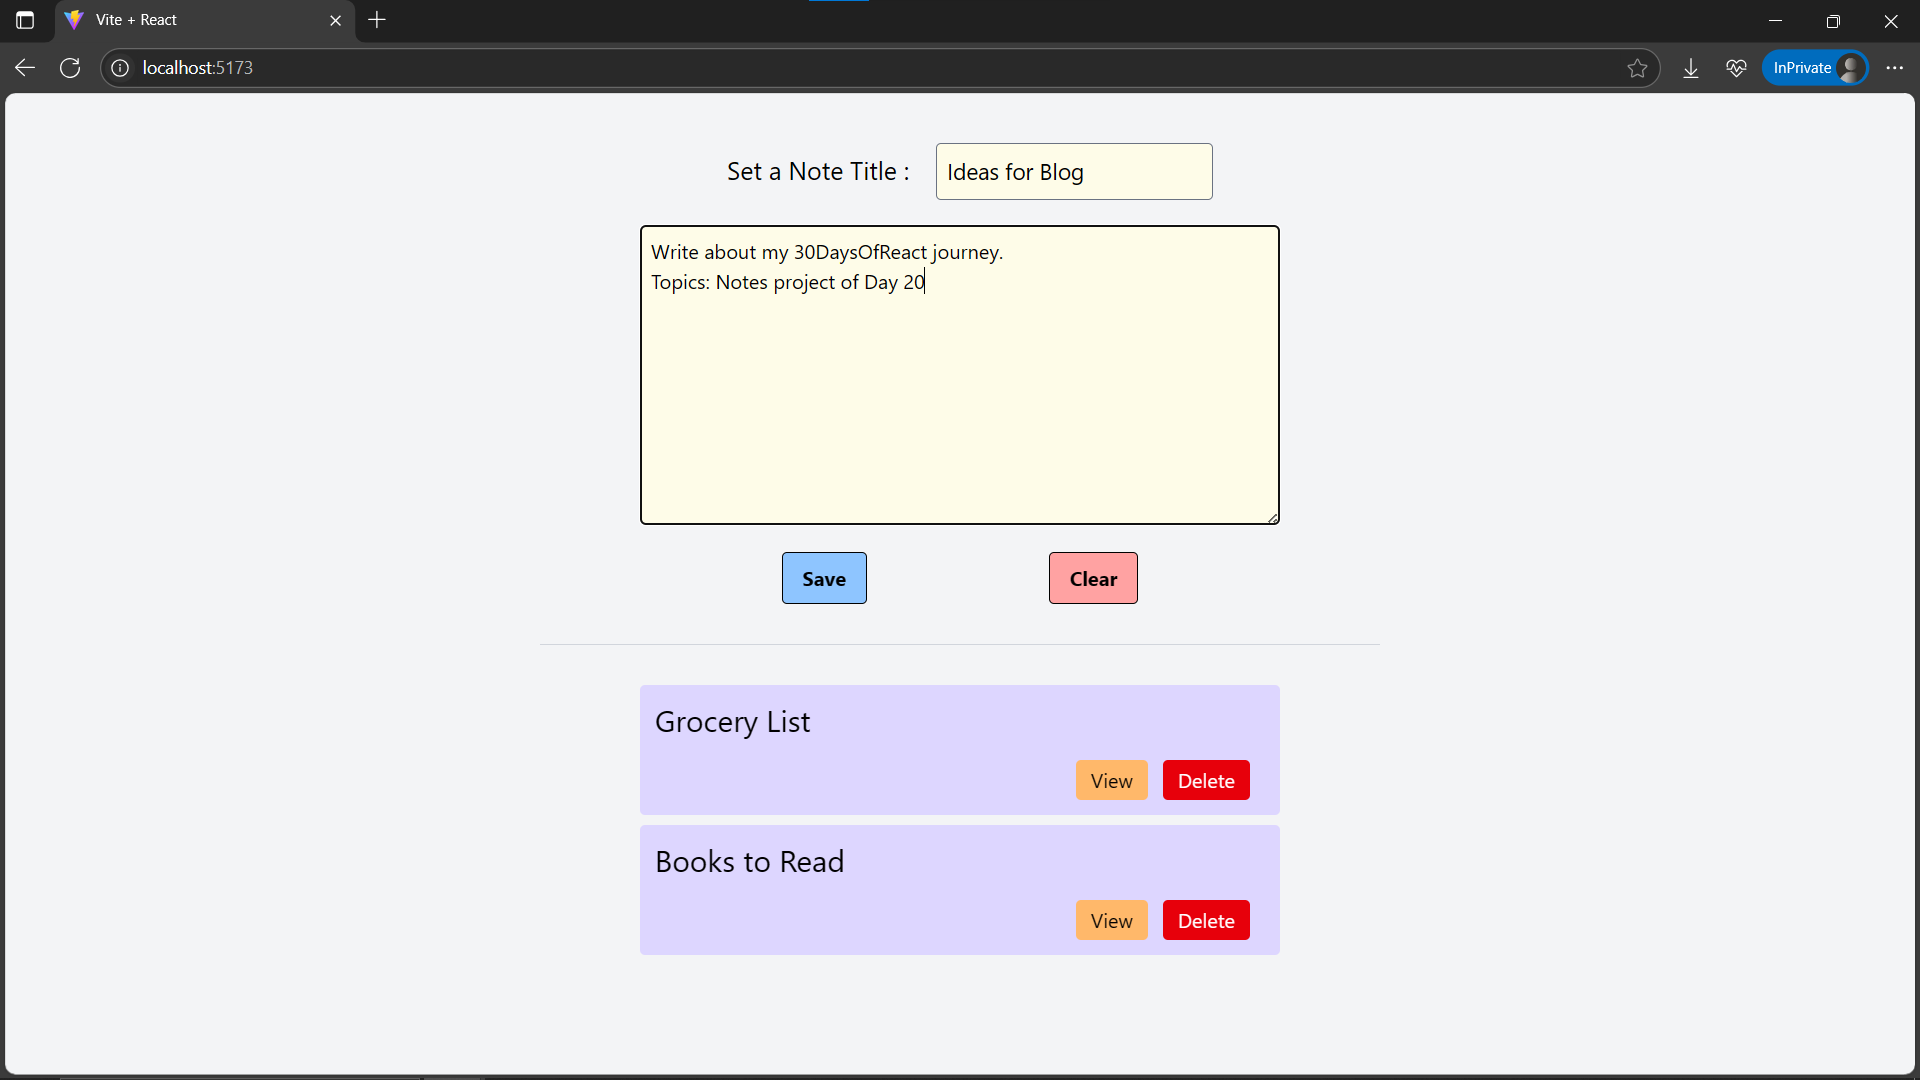 Vite + React
localhost:5173
InPrivate
Set a Note Title :
Ideas for Blog
Write about my 30DaysOfReact journey.
Topics: Notes project of Day 20
Save
Clear
Grocery List
View
Delete
Books to Read
View
Delete